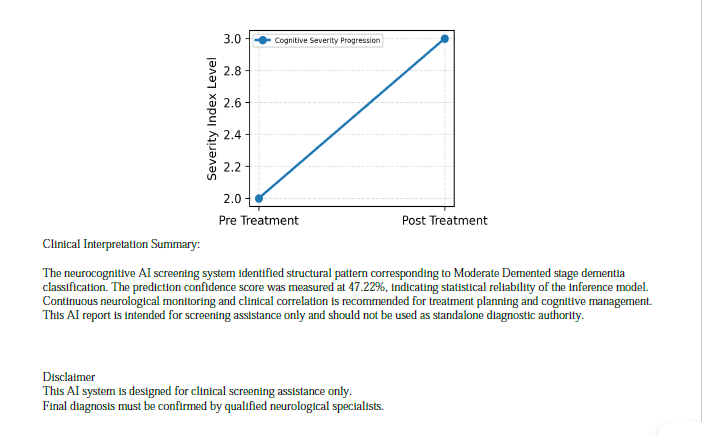 3.0
Cognitive Severity Progression
2.8
2.6
2.4
2.2
2.0
Severity Index Level
Pre Treatment
Post Treatment
Clinical Interpretation Summary:
The neurocognitive AI screening system identified structural pattern corresponding to Moderate Demented stage dementia
classification. The prediction confidence score was measured at 47.22%, indicating statistical reliability of the inference model.
Continuous neurological monitoring and clinical correlation is recommended for treatment planning and cognitive management.
This AI report is intended for screening assistance only and should not be used as standalone diagnostic authority.
Disclaimer
This AI system is designed for clinical screening assistance only.
Final diagnosis must be confirmed by qualified neurological specialists.